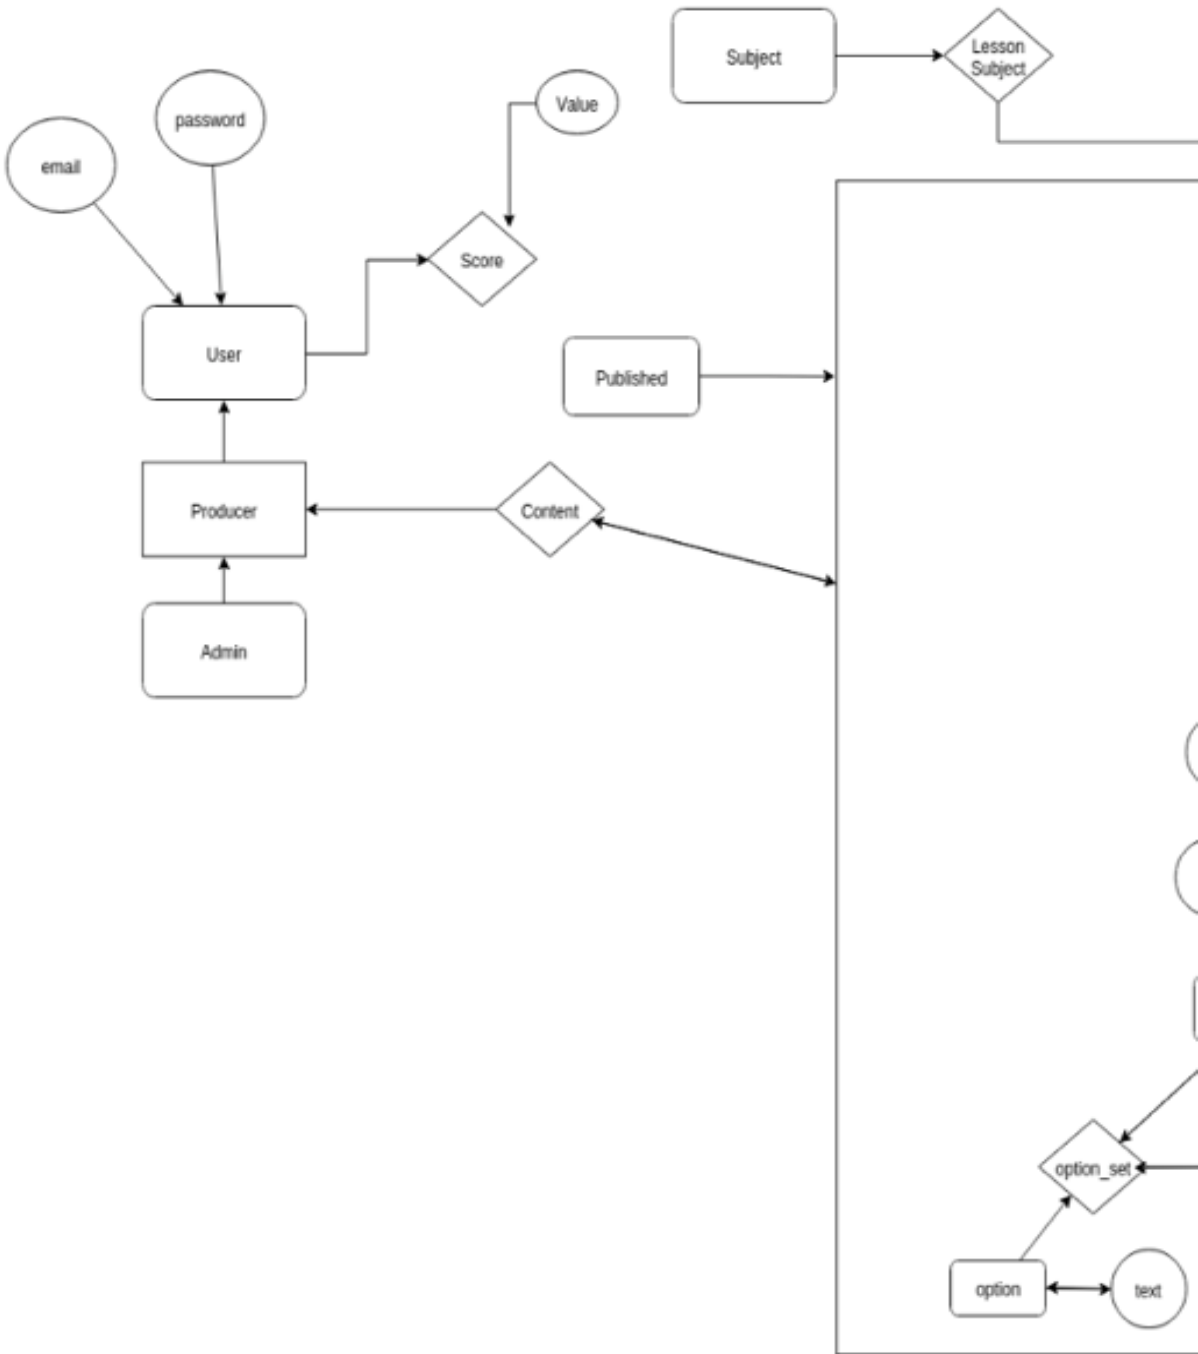 Subject
Lesson
Subject
Value
password
email
Score
User
Published
Producer
Content
Admin
option_set
option
text